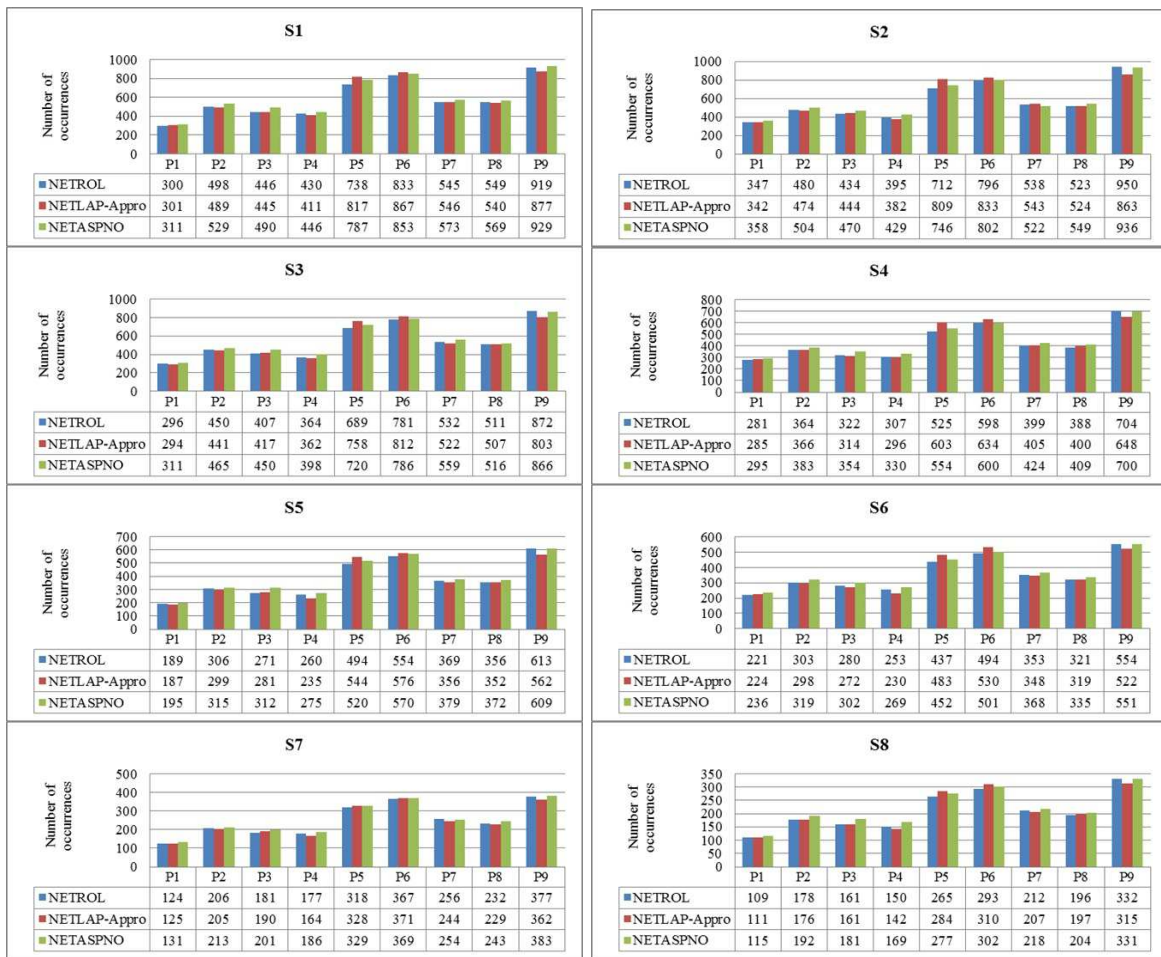 S1
Number of
occurrences
1000
800
600
400
200
0
P1 P2 P3 P4 P5 P6 P7 P8 P9
NETROL 300 498 446 430 738 833 545 549 919
NETLAP-Appro 301 489 445 411 817 867 546 540 877
NETASPNO 311 529 490 446 787 853 573 569 929
S2
Number of
occurrences
1000
800
600
400
200
0
P1 P2 P3 P4 P5 P6 P7 P8 P9
NETROL 347 480 434 395 712 796 538 523 950
NETLAP-Appro 342 474 444 382 809 833 543 524 863
NETASPNO 358 504 470 429 746 802 522 549 936
S3
Number of
occurrences
1000
800
600
400
200
0
P1 P2 P3 P4 P5 P6 P7 P8 P9
NETROL 296 450 407 364 689 781 532 511 872
NETLAP-Appro 294 441 417 362 758 812 522 507 803
NETASPNO 311 465 450 398 720 786 559 516 866
S4
Number of
occurrences
800
700
600
500
400
300
200
100
0
P1 P2 P3 P4 P5 P6 P7 P8 P9
NETROL 281 364 322 307 525 598 399 388 704
NETLAP-Appro 285 366 314 296 603 634 405 400 648
NETASPNO 295 383 354 330 554 600 424 409 700
S5
Number of
occurrences
700
600
500
400
300
200
100
0
P1 P2 P3 P4 P5 P6 P7 P8 P9
NETROL 189 306 271 260 494 554 369 356 613
NETLAP-Appro 187 299 281 235 544 576 356 352 562
NETASPNO 195 315 312 275 520 570 379 372 609
S6
Number of
occurrences
600
500
400
300
200
100
0
P1 P2 P3 P4 P5 P6 P7 P8 P9
NETROL 221 303 280 253 437 494 353 321 554
NETLAP-Appro 224 298 272 230 483 530 348 319 522
NETASPNO 236 319 302 269 452 501 368 335 551
S7
Number of
occurrences
500
400
300
200
100
0
P1 P2 P3 P4 P5 P6 P7 P8 P9
NETROL 124 206 181 177 318 367 256 232 377
NETLAP-Appro 125 205 190 164 328 371 244 229 362
NETASPNO 131 213 201 186 329 369 254 243 383
S8
Number of
occurrences
350
300
250
200
150
100
50
0
P1 P2 P3 P4 P5 P6 P7 P8 P9
NETROL 109 178 161 150 265 293 212 196 332
NETLAP-Appro 111 176 161 142 284 310 207 197 315
NETASPNO 115 192 181 169 277 302 218 204 331